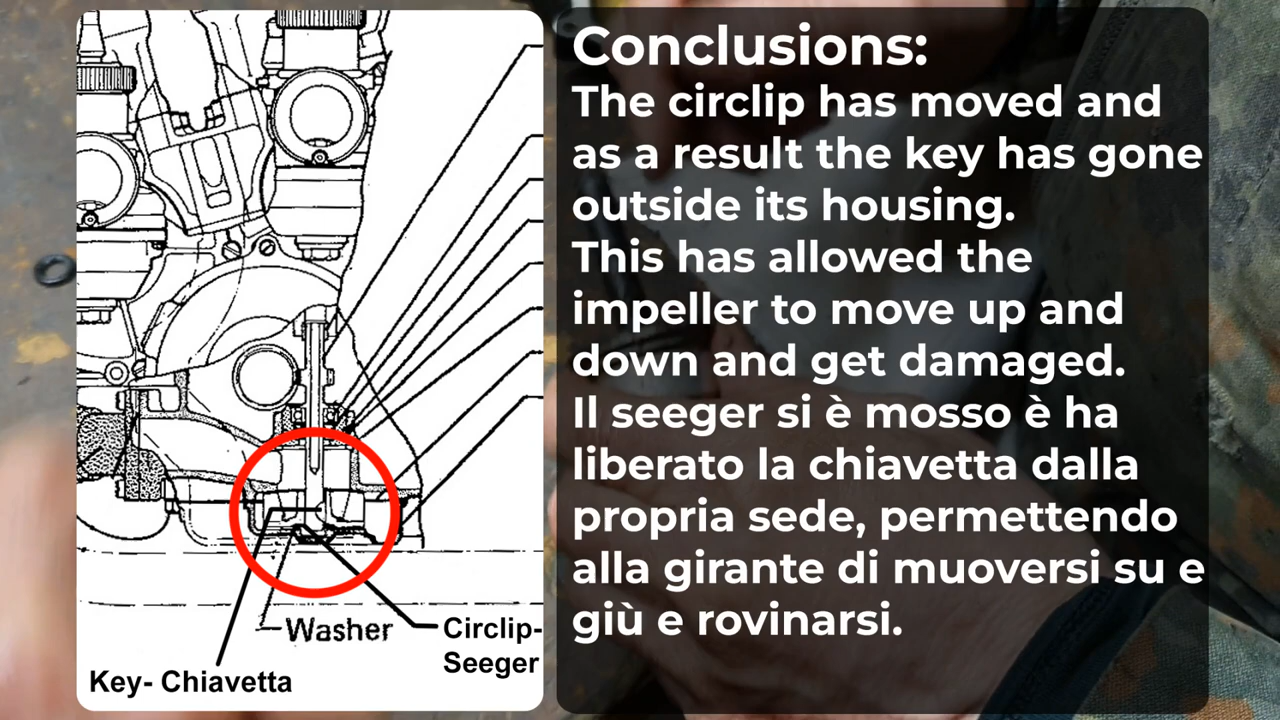 Conclusions:
The circlip has moved and
as a result the key has gone
outside its housing.
This has allowed the
impeller to move up and
down and get damaged.
Il seeger si è mosso è ha
liberato la chiavetta dalla
propria sede, permettendo
alla girante di muoversi su e
giù e rovinarsi.
Washer
Circlip-
Seeger
Key- Chiavetta